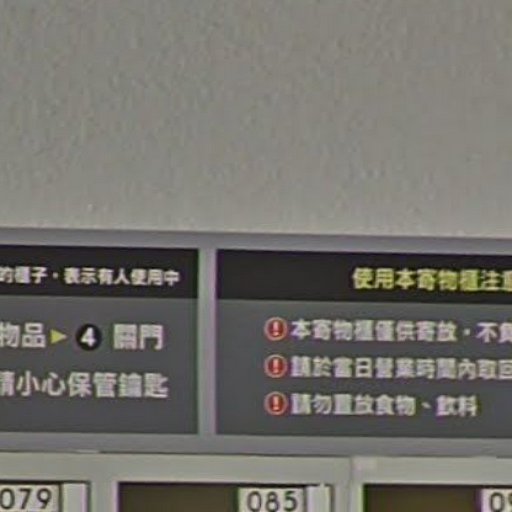 的櫃子，表示有人使用中
物品▶4 關門
請小心保管鑰匙
使用本寄物櫃注意
本寄物櫃僅供寄放，不負
請於當日營業時間內取回
請勿置放食物、飲料
079
085
09